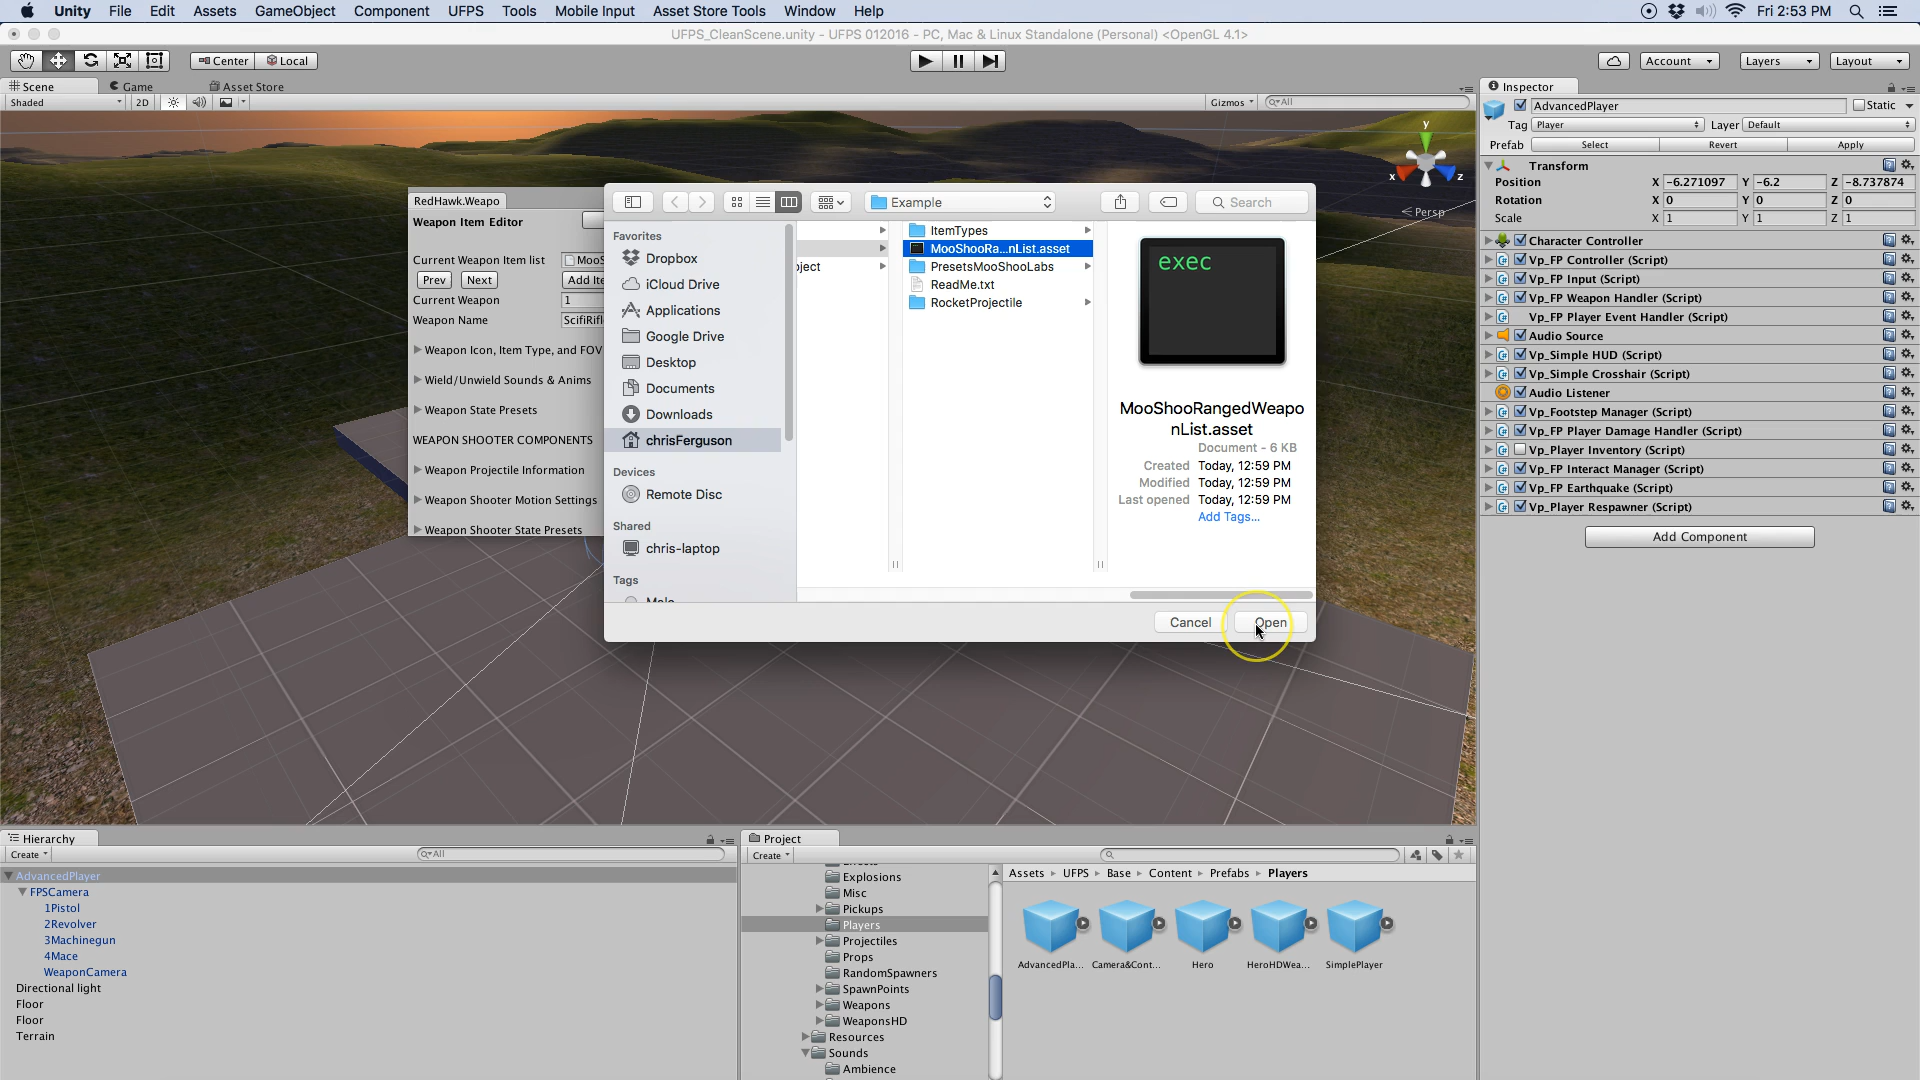 Unity File Edit Assets GameObject Component UFPS Tools Mobile Input Asset Store Tools Window Help Fri 2:53 PM
UFPS_CleanScene.unity - UFPS 012016 - PC, Mac & Linux Standalone (Personal) <OpenGL 4.1>
Center Local Account Layers Layout
Scene Game Asset Store
Shaded 2D Gizmos All
y
x z
Persp
RedHawk.Weapo
Weapon Item Editor
Current Weapon Item list MooS
Prev Next Add Ite
Current Weapon 1
Weapon Name ScifiRifl
Weapon Icon, Item Type, and FOV
Wield/Unwield Sounds & Anims
Weapon State Presets
WEAPON SHOOTER COMPONENTS
Weapon Projectile Information
Weapon Shooter Motion Settings
Weapon Shooter State Presets
Example Search
Favorites
Dropbox
iCloud Drive
Applications
Google Drive
Desktop
Documents
Downloads
chrisFerguson
Devices
Remote Disc
Shared
chris-laptop
Tags
ject
ItemTypes
MooShooRa...nList.asset
PresetsMooShooLabs
ReadMe.txt
RocketProjectile
exec
MooShooRangedWeapo
nList.asset
Document - 6 KB
Created Today, 12:59 PM
Modified Today, 12:59 PM
Last opened Today, 12:59 PM
Add Tags...
Cancel Open
Inspector
AdvancedPlayer Static
Tag Player Layer Default
Prefab Select Revert Apply
Transform
Position X -6.271097 Y -6.2 Z -8.737874
Rotation X 0 Y 0 Z 0
Scale X 1 Y 1 Z 1
Character Controller
Vp_FP Controller (Script)
Vp_FP Input (Script)
Vp_FP Weapon Handler (Script)
Vp_FP Player Event Handler (Script)
Audio Source
Vp_Simple HUD (Script)
Vp_Simple Crosshair (Script)
Audio Listener
Vp_Footstep Manager (Script)
Vp_FP Player Damage Handler (Script)
Vp_Player Inventory (Script)
Vp_FP Interact Manager (Script)
Vp_FP Earthquake (Script)
Vp_Player Respawner (Script)
Add Component
Hierarchy
Create All
AdvancedPlayer
FPSCamera
1Pistol
2Revolver
3Machinegun
4Mace
WeaponCamera
Directional light
Floor
Floor
Terrain
Project
Create
Explosions
Misc
Pickups
Players
Projectiles
Props
RandomSpawners
SpawnPoints
Weapons
WeaponsHD
Resources
Sounds
Ambience
Assets UFPS Base Content Prefabs Players
AdvancedPla... Camera&Cont... Hero HeroHDWea... SimplePlayer